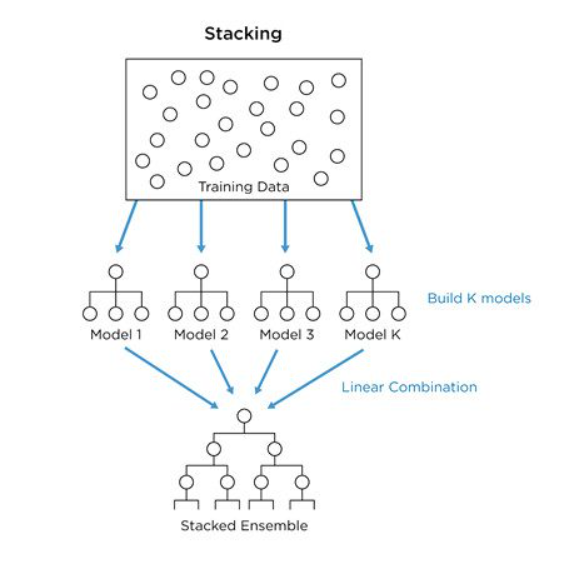 Stacking
Training Data
Build K models
Model 1 Model 2 Model 3 Model K
Linear Combination
Stacked Ensemble